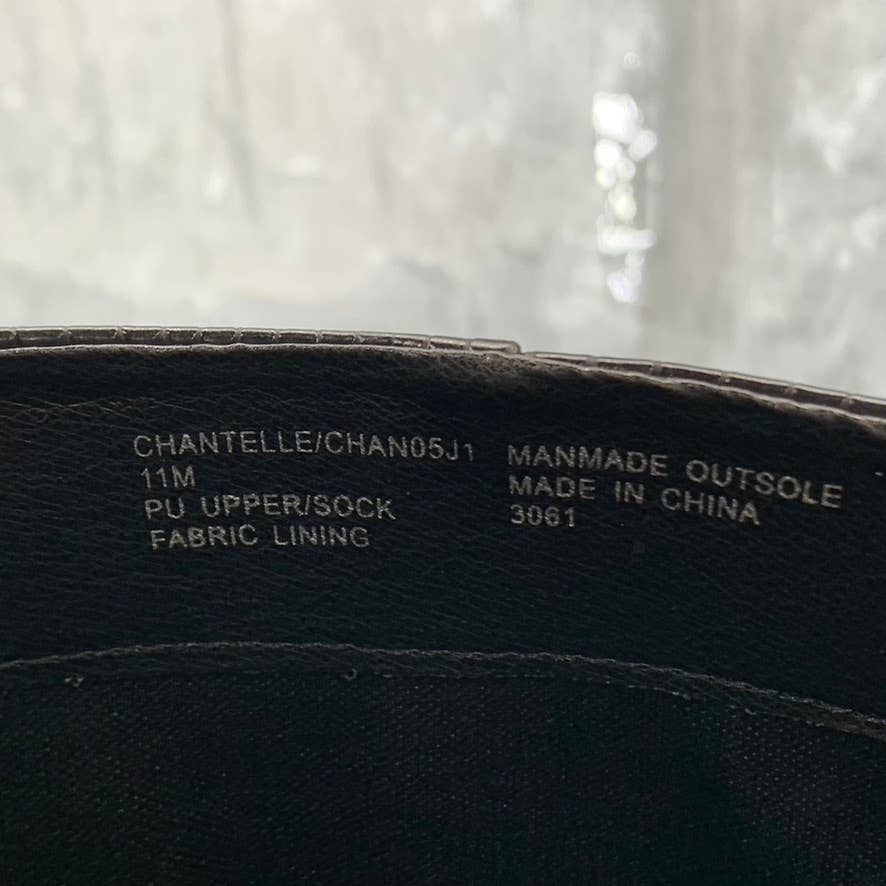 CHANTELLE/CHAN05J1
11M
PU UPPER/SOCK
FABRIC LINING
MANMADE OUTSOLE
MADE IN CHINA
3061